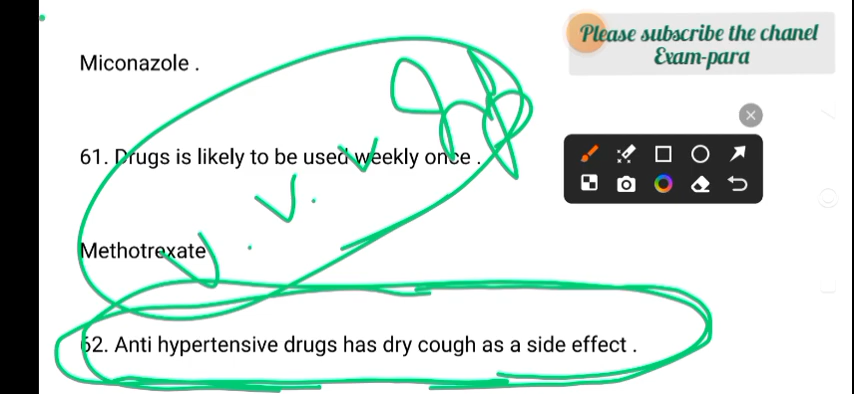 Please subscribe the chanel
Exam-para
Miconazole .
61. Drugs is likely to be used weekly once .
V. V. V
Methotrexate
62. Anti hypertensive drugs has dry cough as a side effect .